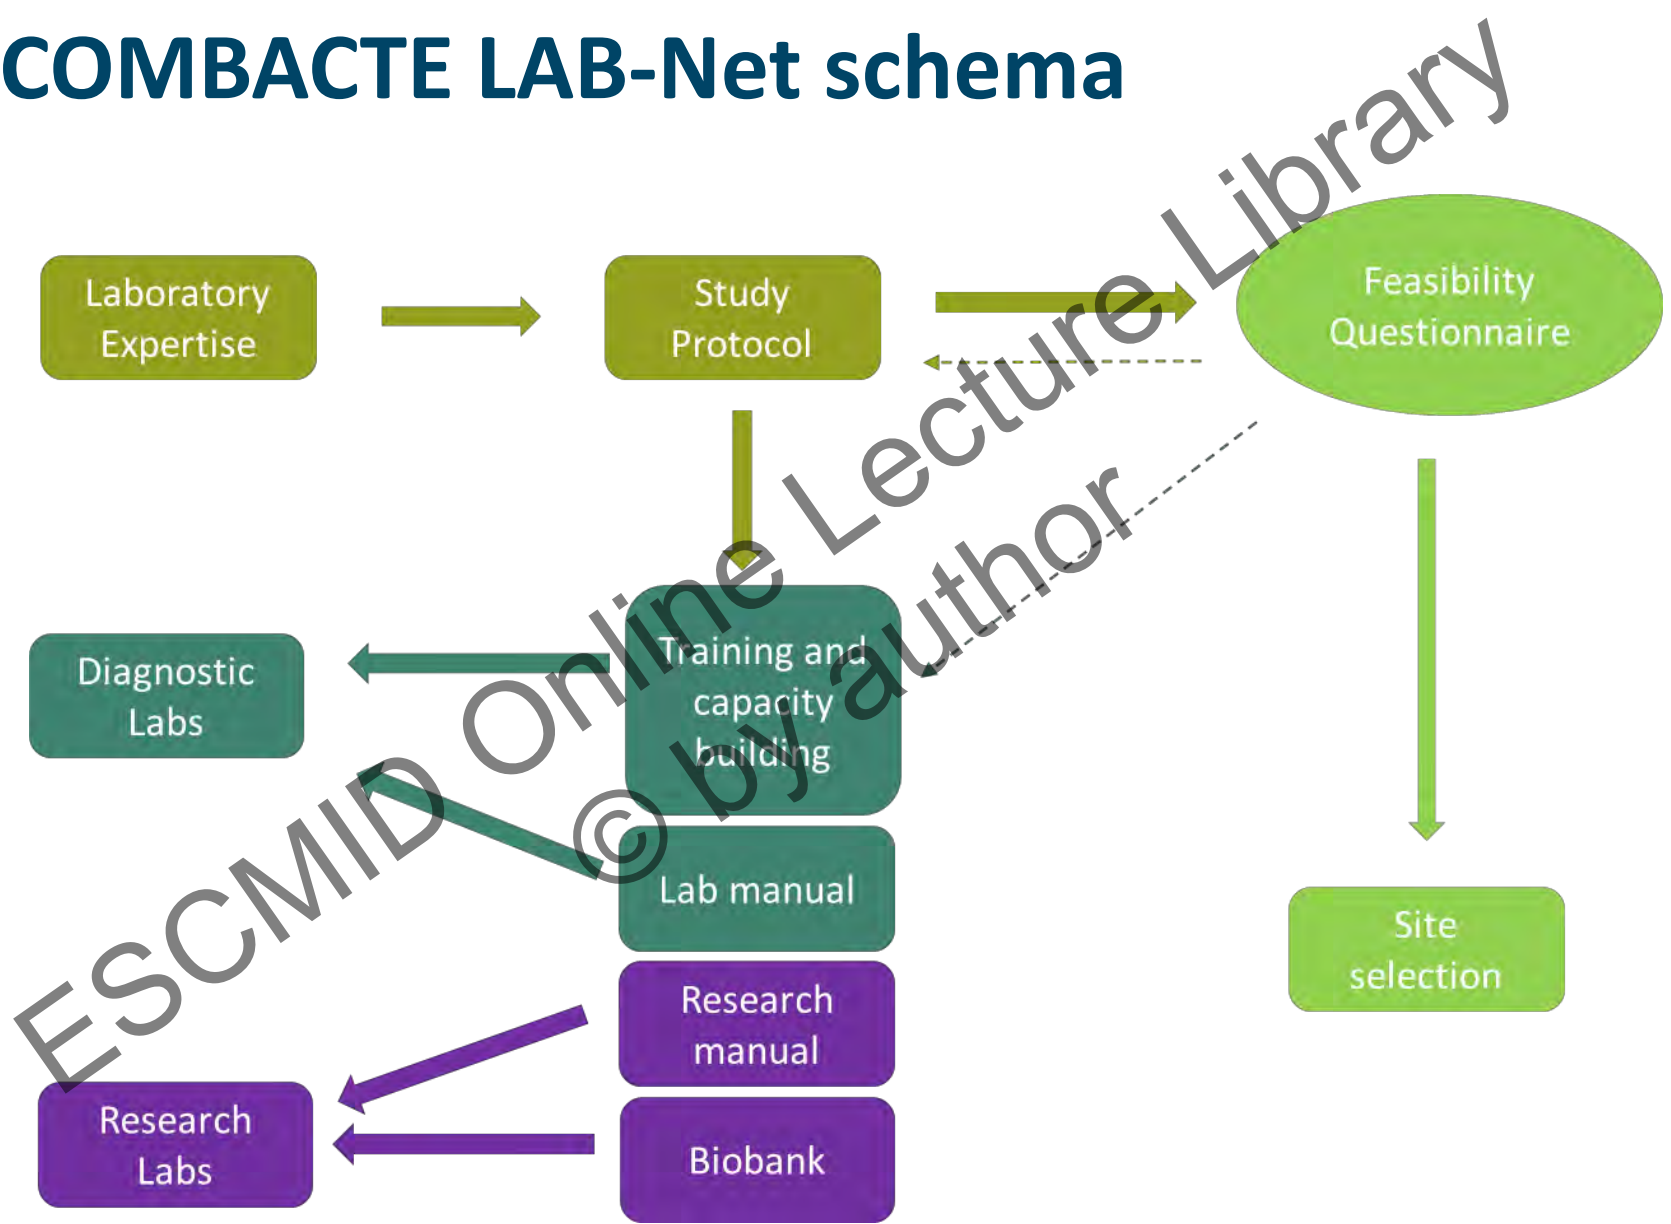 COMBACTE LAB-Net schema
Laboratory
Expertise
Study
Protocol
Feasibility
Questionnaire
Training and
capacity
building
Diagnostic
Labs
Lab manual
Site
selection
Research
manual
Research
Labs
Biobank
ESCMID Online Lecture Library
© by author